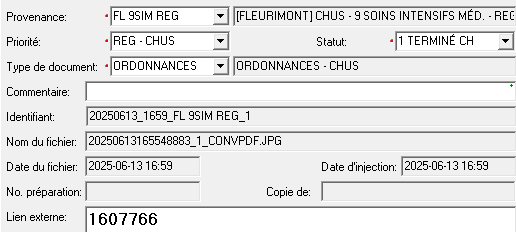 Provenance: FL 9SIM REG [FLEURIMONT] CHUS - 9 SOINS INTENSIFS MÉD. - REG
Priorité: REG - CHUS Statut: 1 TERMINÉ CH
Type de document: ORDONNANCES ORDONNANCES - CHUS
Commentaire:
Identifiant: 20250613_1659_FL 9SIM REG_1
Nom du fichier: 20250613165548883_1_CONVPDF.JPG
Date du fichier: 2025-06-13 16:59 Date d'injection: 2025-06-13 16:59
No. préparation: Copie de:
Lien externe: 1607766